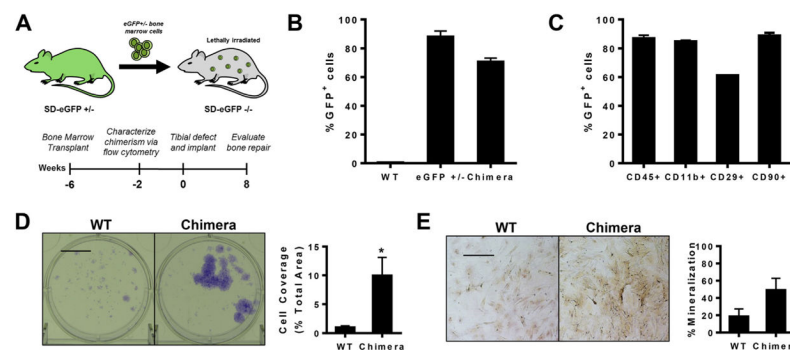 A
eGFP+/- bone
marrow cells
Lethally irradiated
SD-eGFP +/-
SD-eGFP -/-
Bone Marrow
Transplant
Characterize
chimerism via
flow cytometry
Tibial defect
and implant
Evaluate
bone repair
Weeks
-6
-2
0
8
B
%GFP+ cells
100
80
60
40
20
0
WT
eGFP +/-
Chimera
C
%GFP+ cells
100
80
60
40
20
0
CD45+
CD11b+
CD29+
CD90+
D
WT
Chimera
Cell Coverage
(% Total Area)
15
10
5
0
*
WT
Chimera
E
WT
Chimera
%Mineralization
100
80
60
40
20
0
WT
Chimera